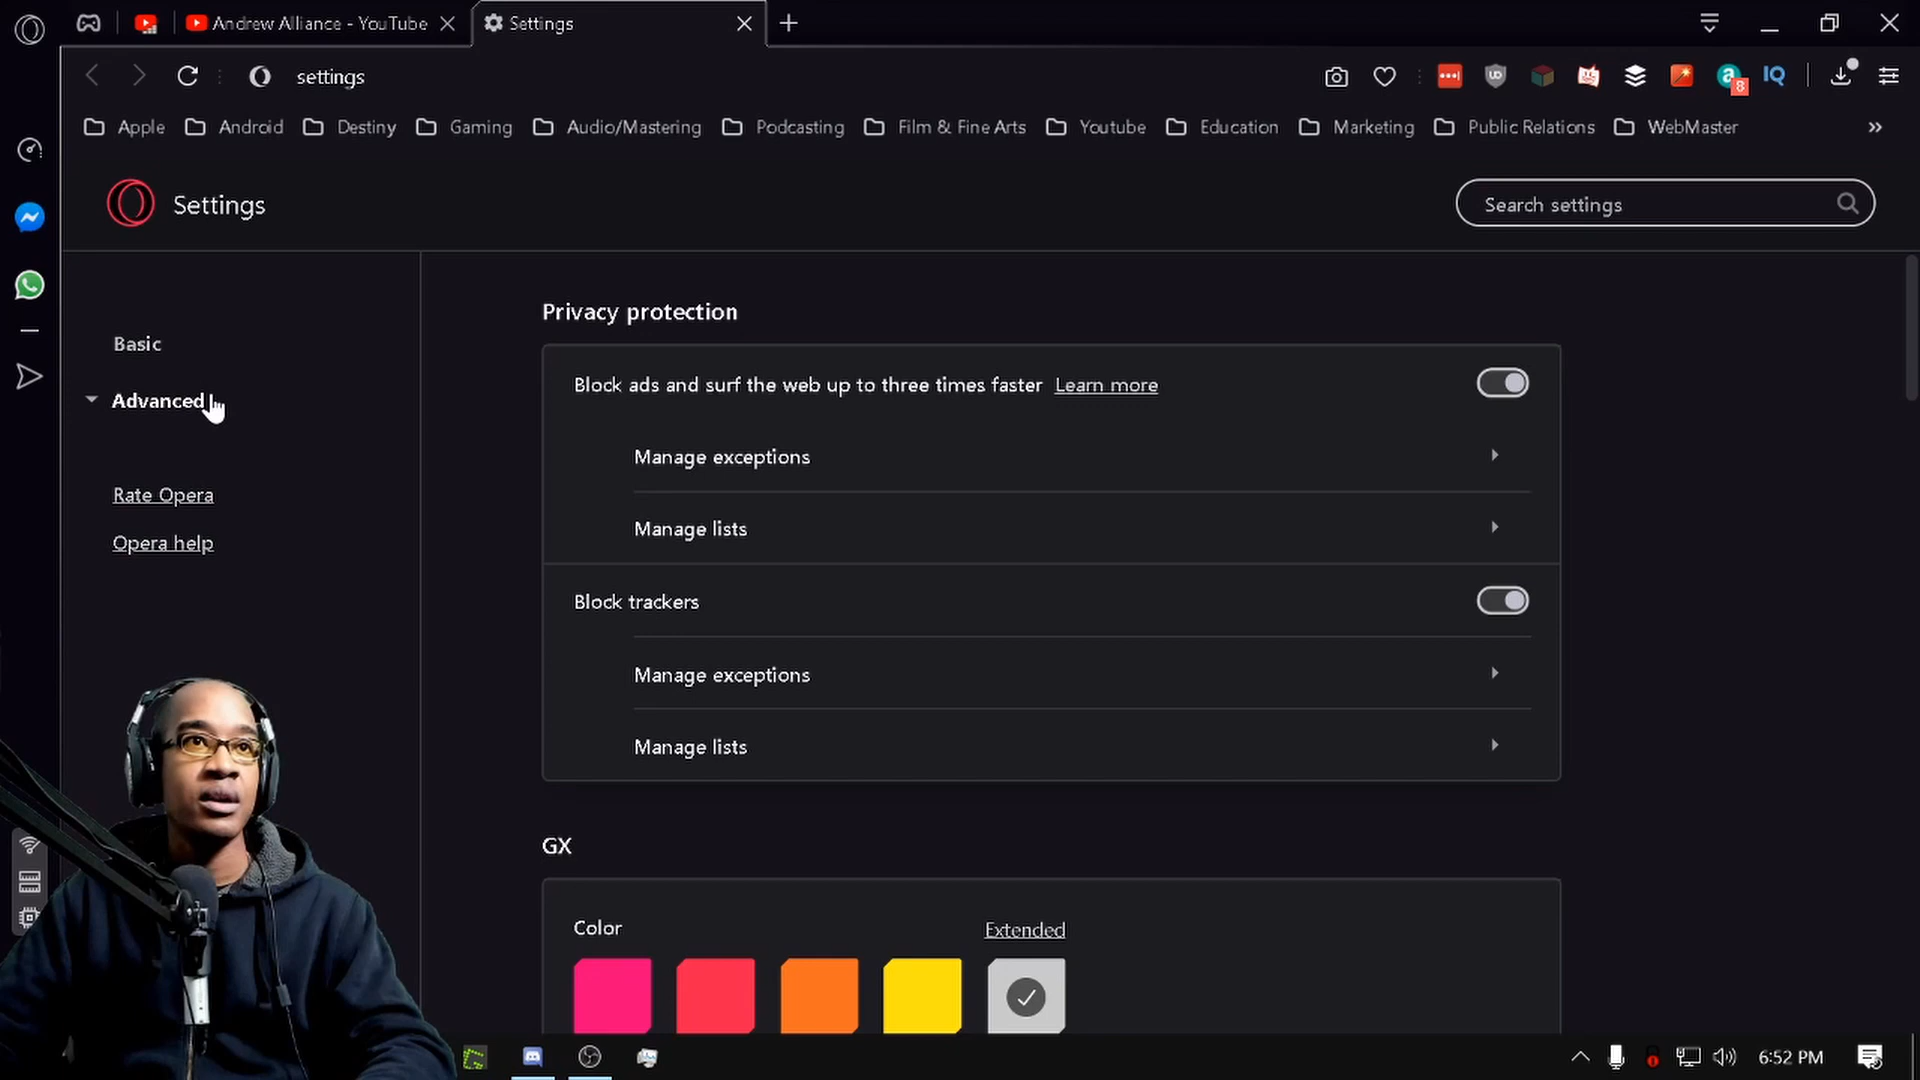 Andrew Alliance - YouTube
Settings
settings
8
IQ
Apple
Android
Destiny
Gaming
Audio/Mastering
Podcasting
Film & Fine Arts
Youtube
Education
Marketing
Public Relations
WebMaster
Settings
Search settings
Basic
Advanced
Rate Opera
Opera help
Privacy protection
Block ads and surf the web up to three times faster Learn more
Manage exceptions
Manage lists
Block trackers
Manage exceptions
Manage lists
GX
Color
Extended
6:52 PM